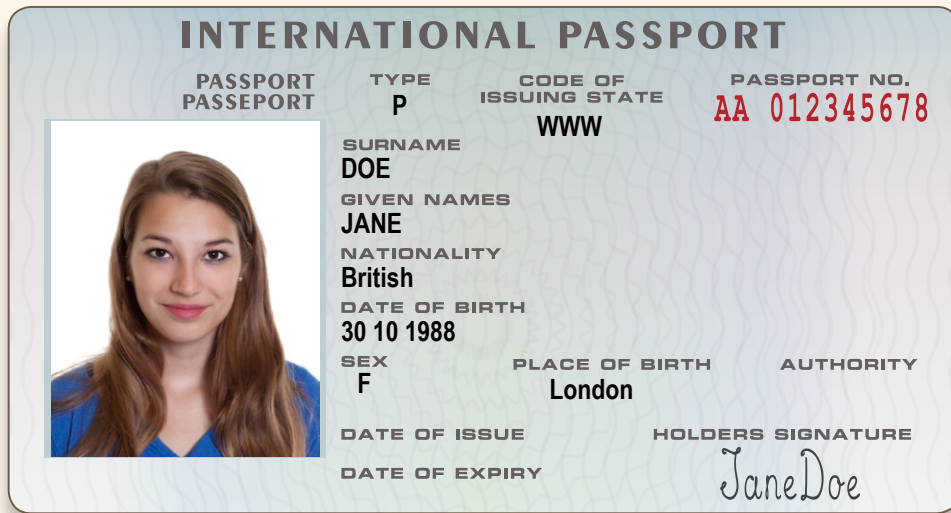 INTERNATIONAL PASSPORT
PASSPORT
PASSEPORT
TYPE
P
CODE OF
ISSUING STATE
WWW
PASSPORT NO.
AA 012345678
SURNAME
DOE
GIVEN NAMES
JANE
NATIONALITY
British
DATE OF BIRTH
30 10 1988
SEX
F
PLACE OF BIRTH
London
AUTHORITY
DATE OF ISSUE
DATE OF EXPIRY
HOLDERS SIGNATURE
JaneDoe